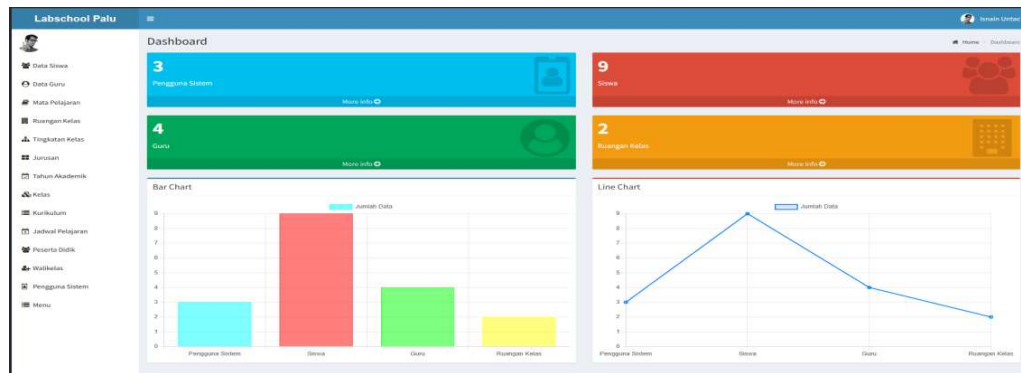 Labschool Palu
Isnain Untad
Dashboard
Home Dashboard
Data Siswa
Data Guru
Mata Pelajaran
Ruangan Kelas
Tingkatan Kelas
Jurusan
Tahun Akademik
Kelas
Kurikulum
Jadwal Pelajaran
Peserta Didik
Walikelas
Pengguna Sistem
Menu
3
Pengguna Sistem
More info
9
Siswa
More info
4
Guru
More info
2
Ruangan Kelas
More info
Bar Chart
Jumlah Data
9
8
7
6
5
4
3
2
1
0
Pengguna Sistem Siswa Guru Ruangan Kelas
Line Chart
Jumlah Data
9
8
7
6
5
4
3
2
1
0
Pengguna Sistem Siswa Guru Ruangan Kelas